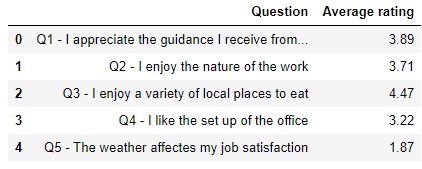 Question Average rating
0 Q1 - I appreciate the guidance I receive from... 3.89
1 Q2 - I enjoy the nature of the work 3.71
2 Q3 - I enjoy a variety of local places to eat 4.47
3 Q4 - I like the set up of the office 3.22
4 Q5 - The weather affectes my job satisfaction 1.87